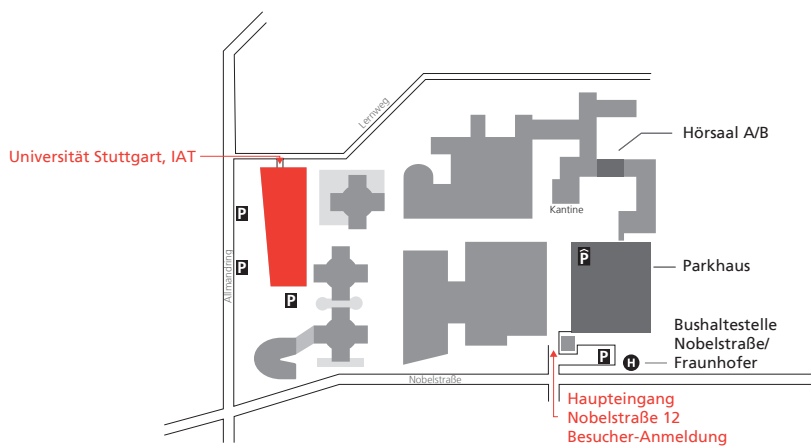 Lernweg
Hörsaal A/B
Universität Stuttgart, IAT
Kantine
P
P
P
Allmandring
P
Parkhaus
Bushaltestelle
Nobelstraße/
Fraunhofer
P
H
Nobelstraße
Haupteingang
Nobelstraße 12
Besucher-Anmeldung